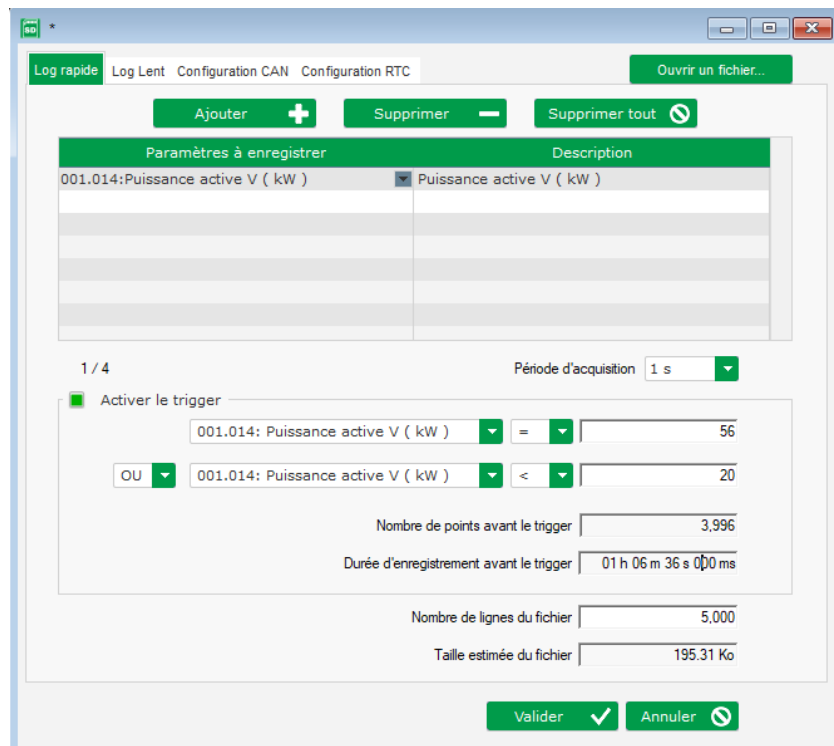 SD *
Log rapide Log Lent Configuration CAN Configuration RTC Ouvrir un fichier...
Ajouter Supprimer Supprimer tout
Paramètres à enregistrer Description
001.014:Puissance active V ( kW ) Puissance active V ( kW )
1 / 4 Période d'acquisition 1 s
Activer le trigger
001.014: Puissance active V ( kW ) = 56
OU 001.014: Puissance active V ( kW ) < 20
Nombre de points avant le trigger 3,996
Durée d'enregistrement avant le trigger 01 h 06 m 36 s 000 ms
Nombre de lignes du fichier 5,000
Taille estimée du fichier 195.31 Ko
Valider Annuler